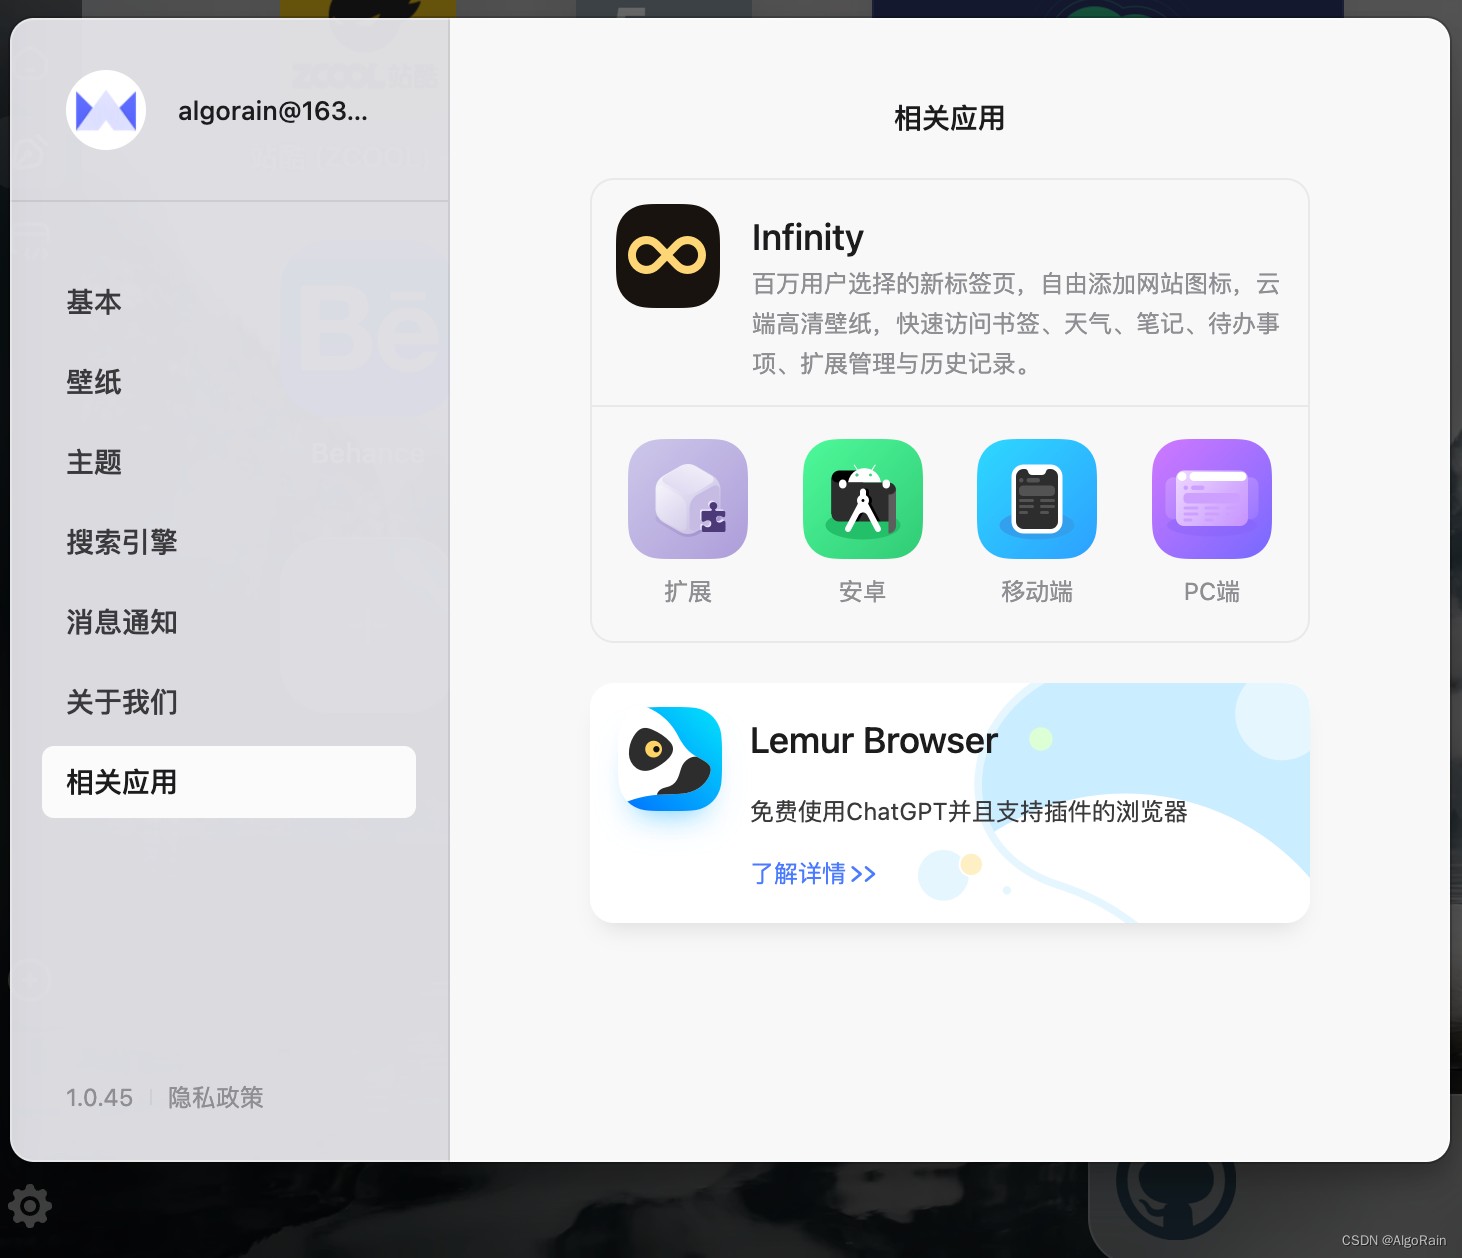 algorain@163...
基本
壁纸
主题
搜索引擎
消息通知
关于我们
相关应用
1.0.45
隐私政策
相关应用
Infinity
百万用户选择的新标签页，自由添加网站图标，云
端高清壁纸，快速访问书签、天气、笔记、待办事
项、扩展管理与历史记录。
扩展
安卓
移动端
PC端
Lemur Browser
免费使用ChatGPT并且支持插件的浏览器
了解详情>>
ZCOOL 站酷
Bē
Behance
CSDN @AlgoRain